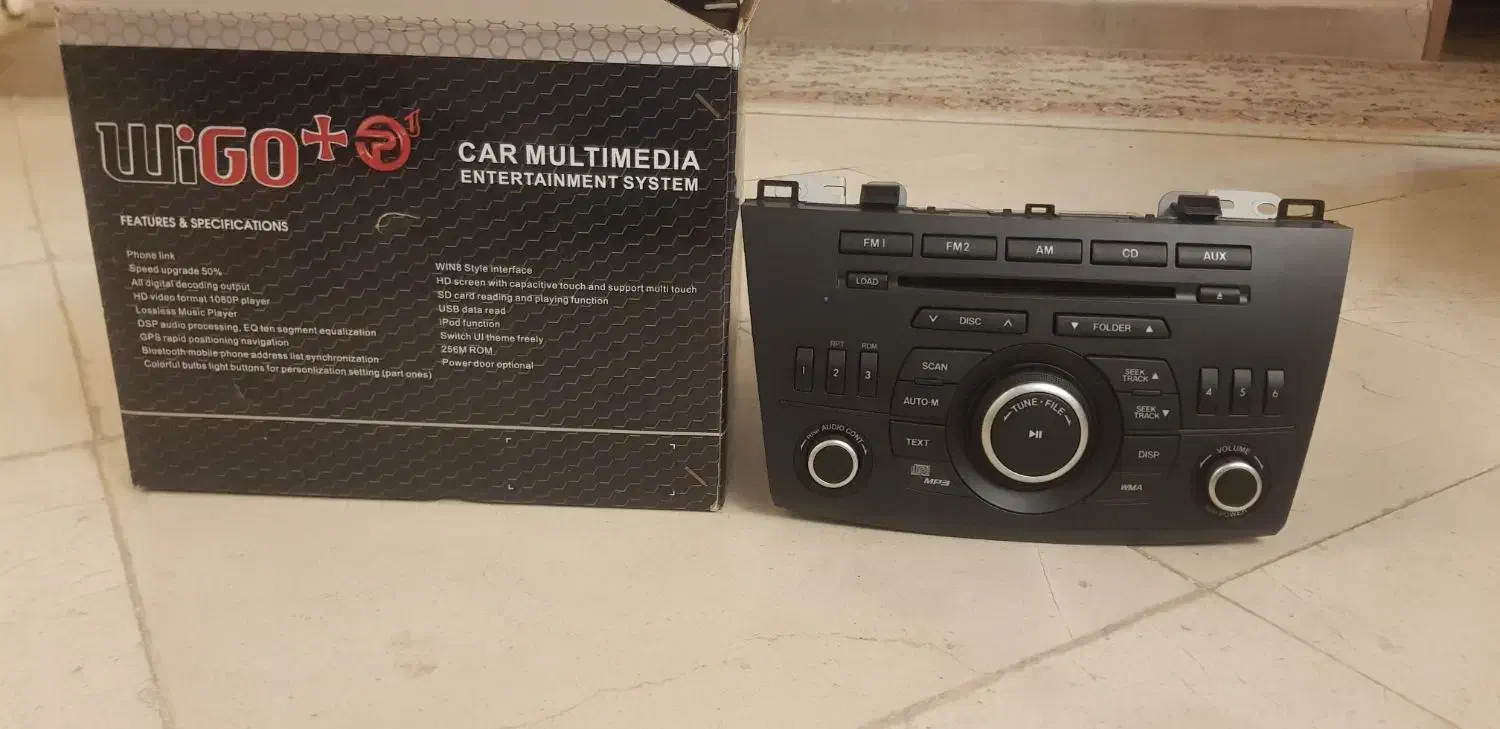 WiGO+
CAR MULTIMEDIA
ENTERTAINMENT SYSTEM
FEATURES & SPECIFICATIONS
Phone link
Speed upgrade 50%
All digital decoding output
HD video format 1080P player
Lossless Music Player
DSP audio processing, EQ ten segment equalization
GPS rapid positioning navigation
Bluetooth mobile phone address list synchronization
Colorful bulbs light buttons for personlization setting (part ones)
WIN8 Style interface
HD screen with capacitive touch and support multi touch
SD card reading and playing function
USB data read
iPod function
Switch UI theme freely
256M ROM
Power door optional
FM1 FM2 AM CD AUX
LOAD
DISC FOLDER
RPT RDM
1 2 3
SCAN
AUTO-M
TEXT
MP3
TUNE·FILE
SEEK
TRACK
SEEK
TRACK
DISP
WMA
4 5 6
AUDIO CONT
VOLUME
POWER